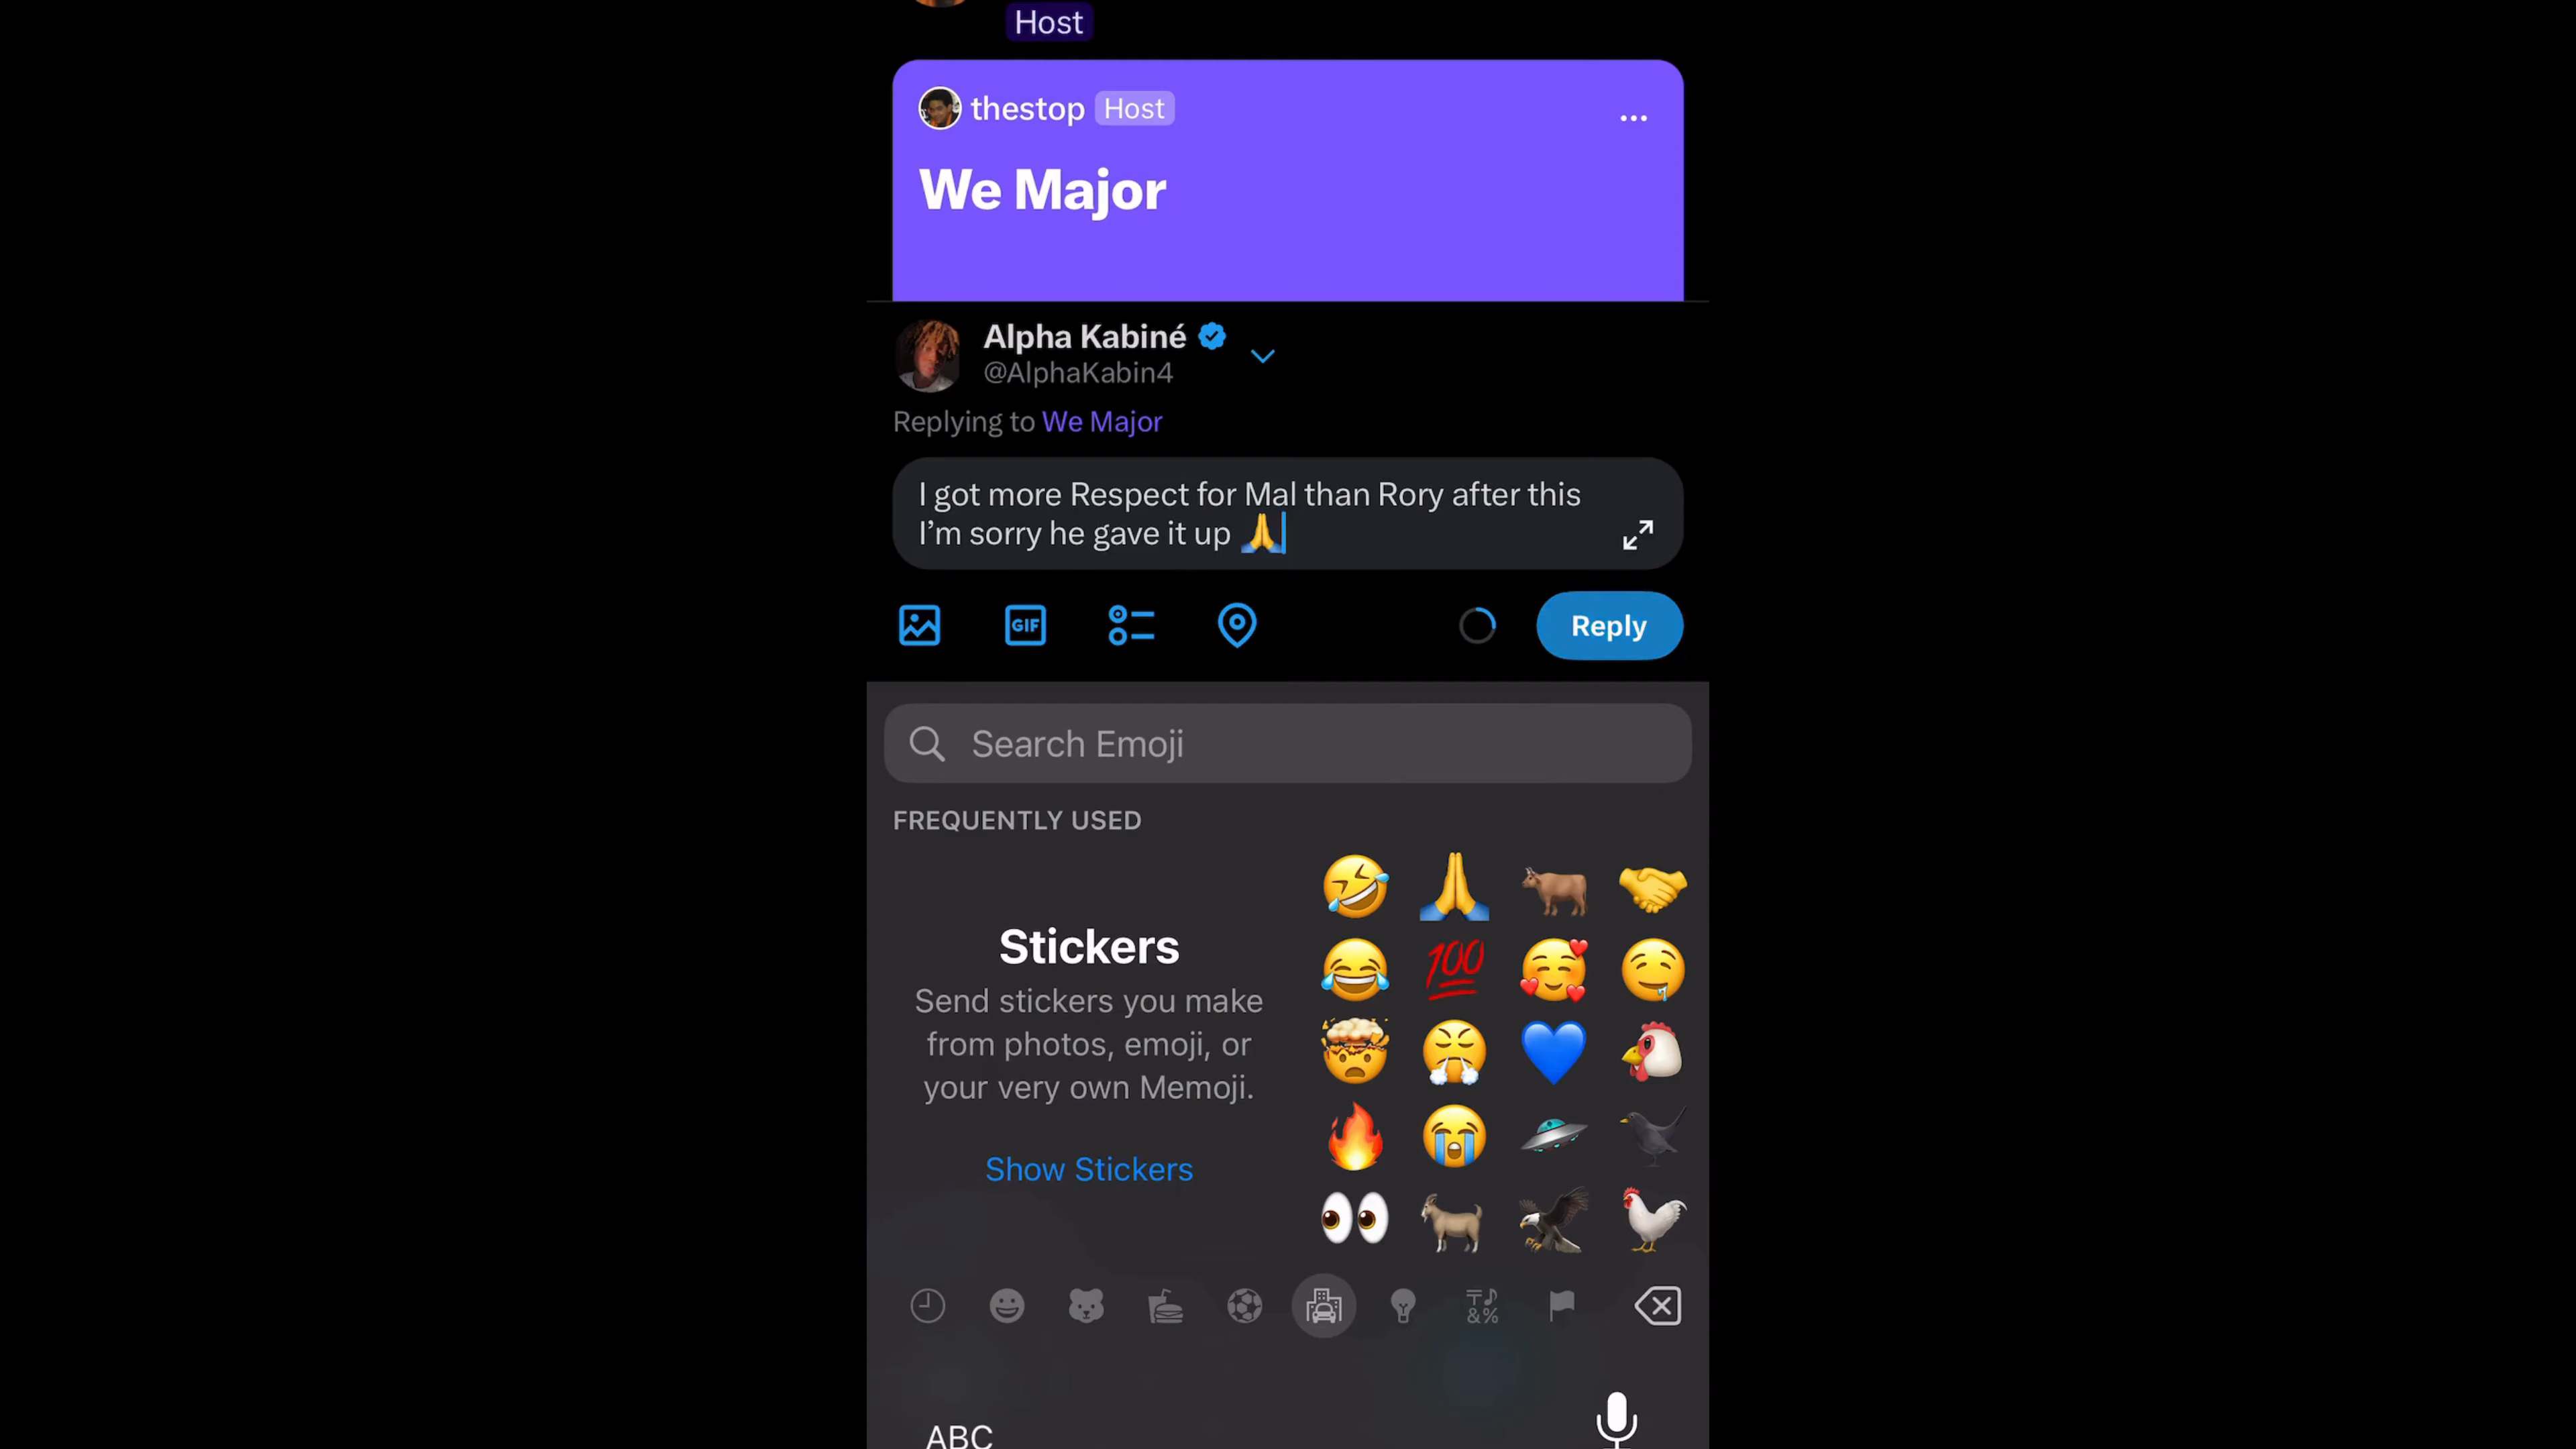 Host
thestop Host
We Major
Alpha Kabiné
@AlphaKabin4
Replying to We Major
I got more Respect for Mal than Rory after this
I’m sorry he gave it up 🙏
GIF
Reply
Search Emoji
FREQUENTLY USED
Stickers
Send stickers you make
from photos, emoji, or
your very own Memoji.
Show Stickers
ABC